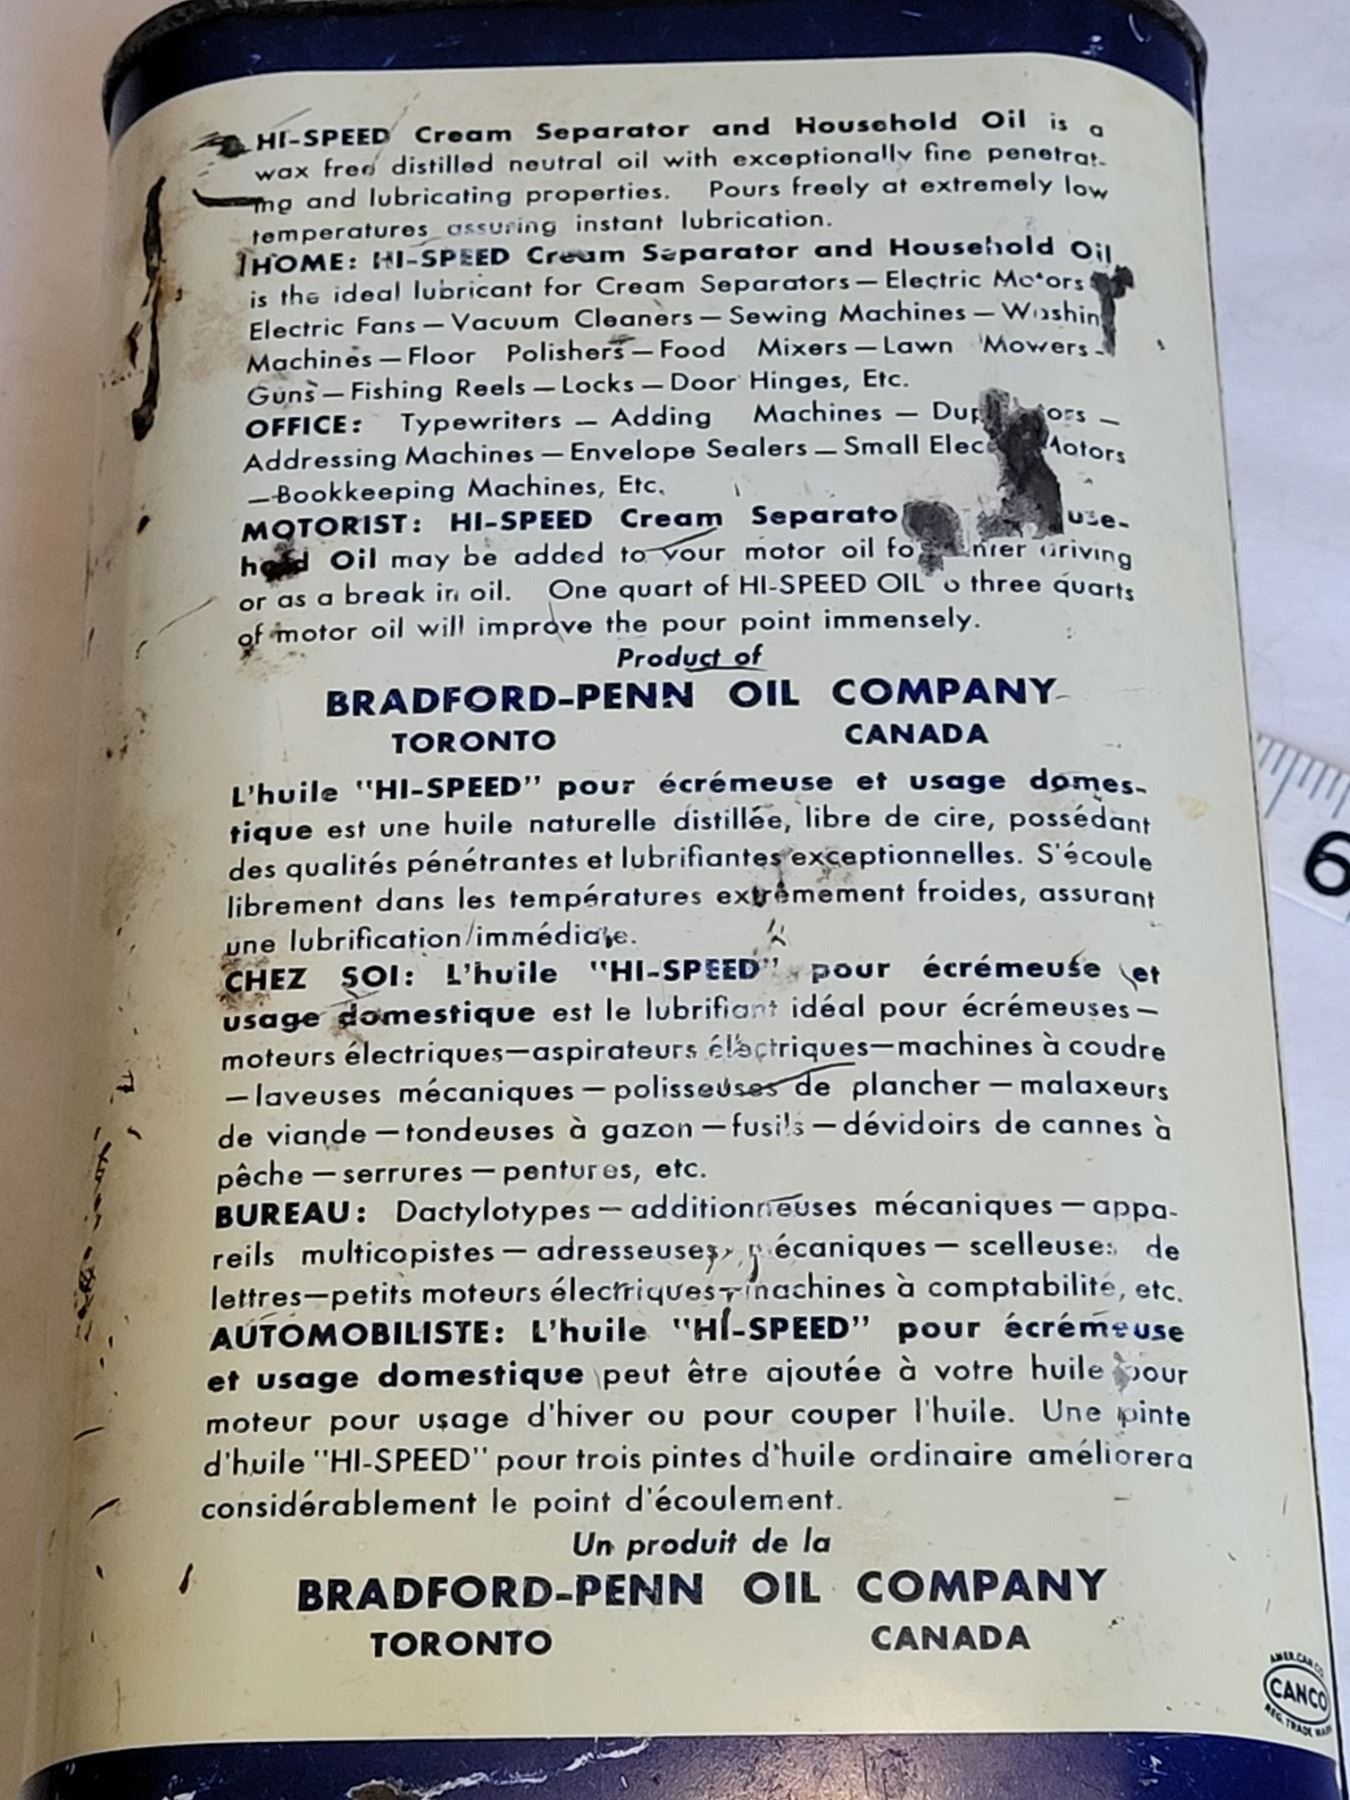 HI-SPEED Cream Separator and Household Oil is a
wax free distilled neutral oil with exceptionally fine penetrat-
ing and lubricating properties. Pours freely at extremely low
temperatures assuring instant lubrication.
HOME: HI-SPEED Cream Separator and Household Oil
is the ideal lubricant for Cream Separators—Electric Motors
Electric Fans—Vacuum Cleaners—Sewing Machines—Washin
Machines—Floor Polishers—Food Mixers—Lawn Mowers-
Guns—Fishing Reels—Locks—Door Hinges, Etc.
OFFICE: Typewriters — Adding Machines —
Addressing Machines—Envelope Sealers—Small Motors
—Bookkeeping Machines, Etc.
MOTORIST: HI-SPEED Cream Separato use-
hold Oil may be added to your motor oil driving
or as a break in oil. One quart of HI-SPEED OIL three quarts
of motor oil will improve the pour point immensely.
Product of
BRADFORD-PENN OIL COMPANY
TORONTO CANADA
L'huile "HI-SPEED" pour écrémeuse et usage domes-
tique est une huile naturelle distillée, libre de cire, possédant
des qualités pénétrantes et lubrifiantes exceptionnelles. S'écoule
librement dans les températures extrêmement froides, assurant
une lubrification immédiate.
CHEZ SOI: L'huile "HI-SPEED" pour écrémeuse et
usage domestique est le lubrifiant idéal pour écrémeuses—
moteurs électriques—aspirateurs électriques—machines à coudre
—laveuses mécaniques—polisseuses de plancher—malaxeurs
de viande—tondeuses à gazon—fusils—dévidoirs de cannes à
pêche—serrures—pentures, etc.
BUREAU: Dactylotypes—additionneuses mécaniques—appa-
reils multicopistes—adresseuses mécaniques—scelleuses de
lettres—petits moteurs électriques—machines à comptabilité, etc.
AUTOMOBILISTE: L'huile "HI-SPEED" pour écrémeuse
et usage domestique peut être ajoutée à votre huile pour
moteur pour usage d'hiver ou pour couper l'huile. Une pinte
d'huile "HI-SPEED" pour trois pintes d'huile ordinaire améliorera
considérablement le point d'écoulement.
Un produit de la
BRADFORD-PENN OIL COMPANY
TORONTO CANADA
AMERICAN CAN CO.
CANCO
REG. TRADE MARK
6